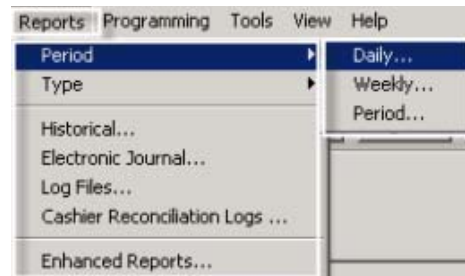 Reports Programming Tools View Help
Period
Type
Historical...
Electronic Journal...
Log Files...
Cashier Reconciliation Logs ...
Enhanced Reports...
Daily...
Weekly...
Period...